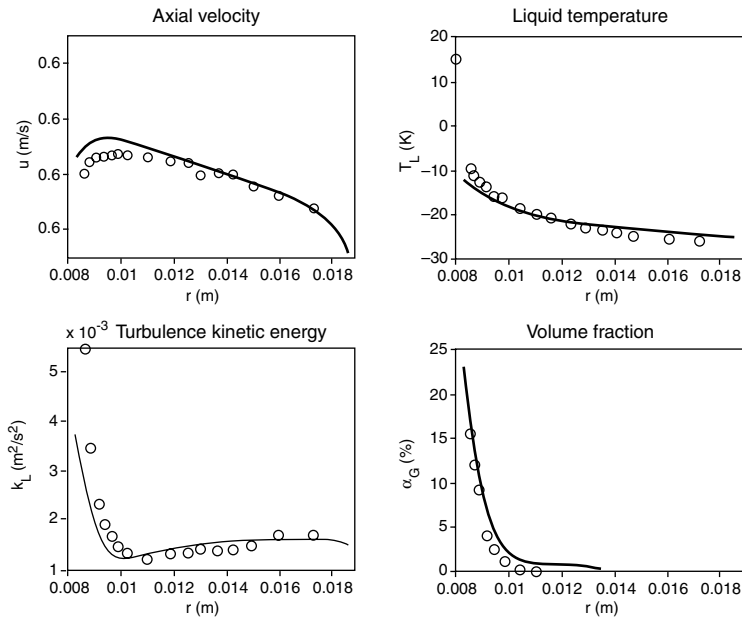 Axial velocity
0.6
0.6
0.6
0.6
u (m/s)
0.008 0.01 0.012 0.014 0.016 0.018
r (m)
Liquid temperature
20
10
0
−10
−20
−30
T_L (K)
0.008 0.01 0.012 0.014 0.016 0.018
r (m)
x 10⁻³ Turbulence kinetic energy
5
4
3
2
1
k_L (m²/s²)
0.008 0.01 0.012 0.014 0.016 0.018
r (m)
Volume fraction
25
20
15
10
5
0
α_G (%)
0.008 0.01 0.012 0.014 0.016 0.018
r (m)